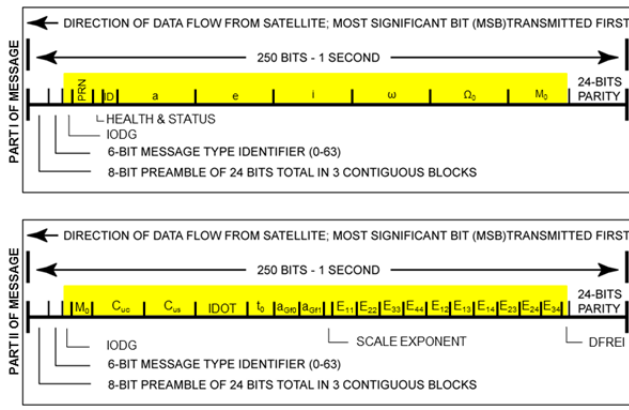 DIRECTION OF DATA FLOW FROM SATELLITE; MOST SIGNIFICANT BIT (MSB)TRANSMITTED FIRST
250 BITS - 1 SECOND
PART I OF MESSAGE
PRN ID a e i ω Ω₀ M₀ 24-BITS PARITY
HEALTH & STATUS
IODG
6-BIT MESSAGE TYPE IDENTIFIER (0-63)
8-BIT PREAMBLE OF 24 BITS TOTAL IN 3 CONTIGUOUS BLOCKS
DIRECTION OF DATA FLOW FROM SATELLITE; MOST SIGNIFICANT BIT (MSB)TRANSMITTED FIRST
250 BITS - 1 SECOND
PART II OF MESSAGE
M₀ Cᵤc Cᵤs IDOT t₀ aGf0 aGf1 E₁₁ E₂₂ E₃₃ E₄₄ E₁₂ E₁₃ E₁₄ E₂₃ E₂₄ E₃₄ 24-BITS PARITY
IODG SCALE EXPONENT DFREI
6-BIT MESSAGE TYPE IDENTIFIER (0-63)
8-BIT PREAMBLE OF 24 BITS TOTAL IN 3 CONTIGUOUS BLOCKS